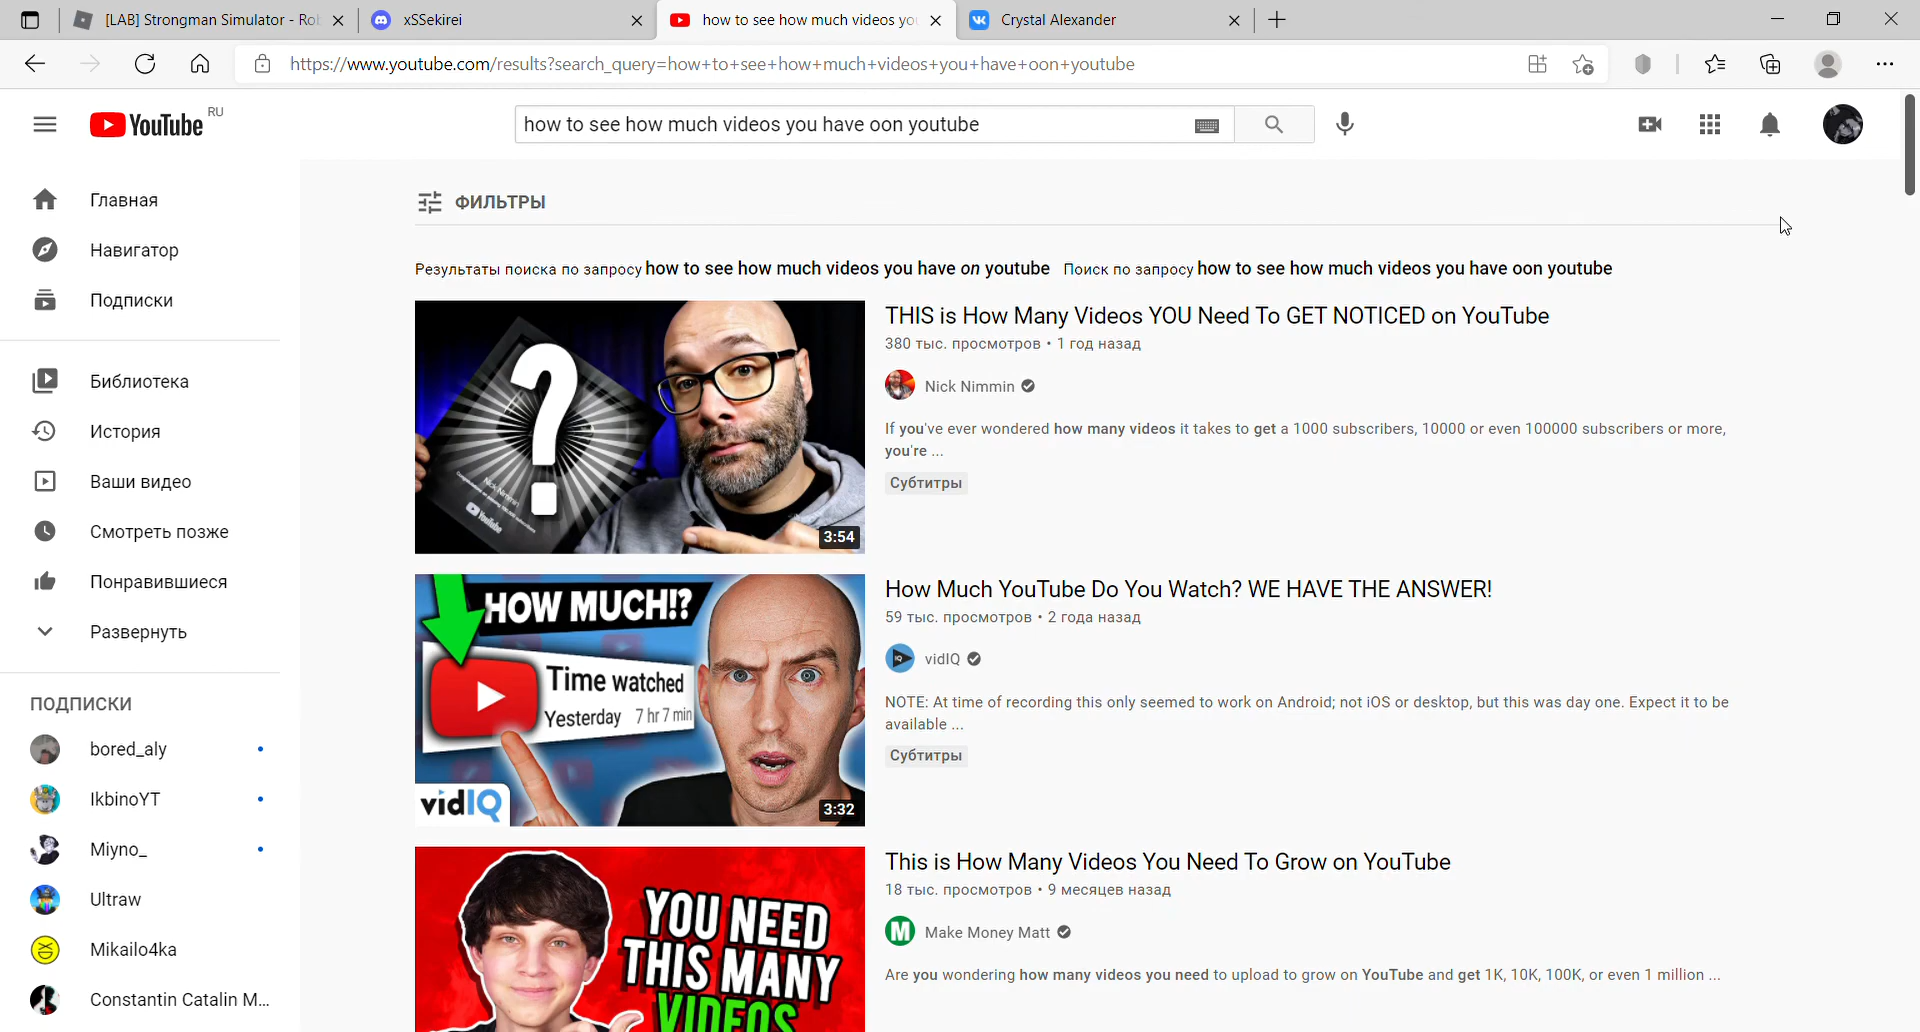 [LAB] Strongman Simulator - Rol
xSSekirei
how to see how much videos you
Crystal Alexander
https://www.youtube.com/results?search_query=how+to+see+how+much+videos+you+have+oon+youtube
YouTube RU
how to see how much videos you have oon youtube
Главная
Навигатор
Подписки
Библиотека
История
Ваши видео
Смотреть позже
Понравившиеся
Развернуть
ПОДПИСКИ
bored_aly
IkbinoYT
Miyno_
Ultraw
Mikailo4ka
Constantin Catalin M...
ФИЛЬТРЫ
Результаты поиска по запросу how to see how much videos you have on youtube Поиск по запросу how to see how much videos you have oon youtube
?
Nick Nimmin
YouTube
3:54
THIS is How Many Videos YOU Need To GET NOTICED on YouTube
380 тыс. просмотров • 1 год назад
Nick Nimmin
If you've ever wondered how many videos it takes to get a 1000 subscribers, 10000 or even 100000 subscribers or more,
you're ...
Субтитры
HOW MUCH!?
Time watched
Yesterday 7 hr 7 min
vidIQ
3:32
How Much YouTube Do You Watch? WE HAVE THE ANSWER!
59 тыс. просмотров • 2 года назад
vidIQ
NOTE: At time of recording this only seemed to work on Android; not iOS or desktop, but this was day one. Expect it to be
available ...
Субтитры
YOU NEED
THIS MANY
VIDEOS
This is How Many Videos You Need To Grow on YouTube
18 тыс. просмотров • 9 месяцев назад
M
Make Money Matt
Are you wondering how many videos you need to upload to grow on YouTube and get 1K, 10K, 100K, or even 1 million ...